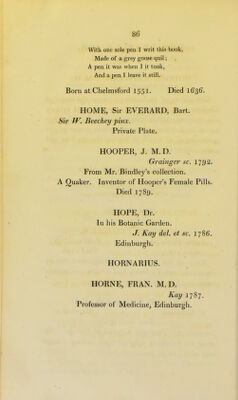 86
With one sole pen I writ this book,
Made of a grey goose quil;
A pen it was when I it took,
And a pen I leave it still.
Born at Chelmsford 1551. Died 1636.
HOME, Sir EVERARD, Bart.
Sir W. Beechey pinx.
Private Plate.
HOOPER, J. M. D.
Grainger sc. 1792.
From Mr. Bindley's collection.
A Quaker. Inventor of Hooper's Female Pills.
Died 1789.
HOPE, Dr.
In his Botanic Garden.
J. Kay del. et sc. 1786.
Edinburgh.
HORNARIUS.
HORNE, FRAN. M. D.
Kay 1787.
Professor of Medicine, Edinburgh.